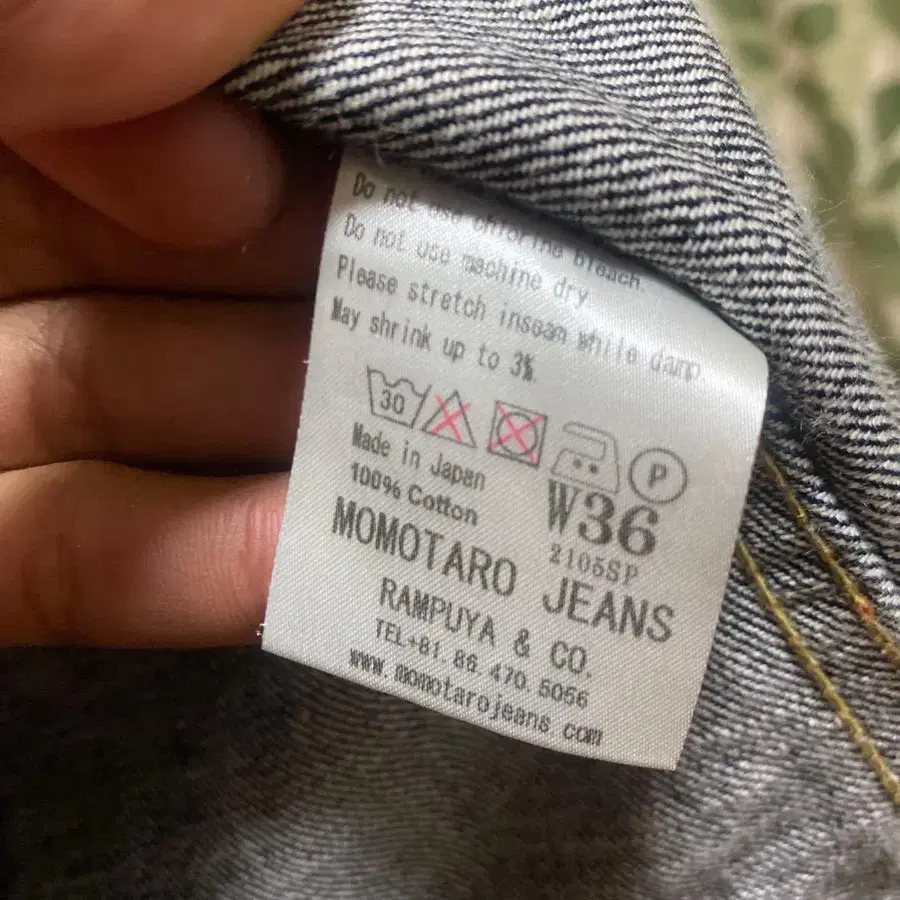 Do not use chlorine bleach.
Do not use machine dry.
Please stretch inseam while damp.
May shrink up to 3%.
30
P
Made in Japan
100% Cotton
W36
2105SP
MOMOTARO JEANS
RAMPUYA & CO.
TEL+81.86.470.5056
www.momotarojeans.com